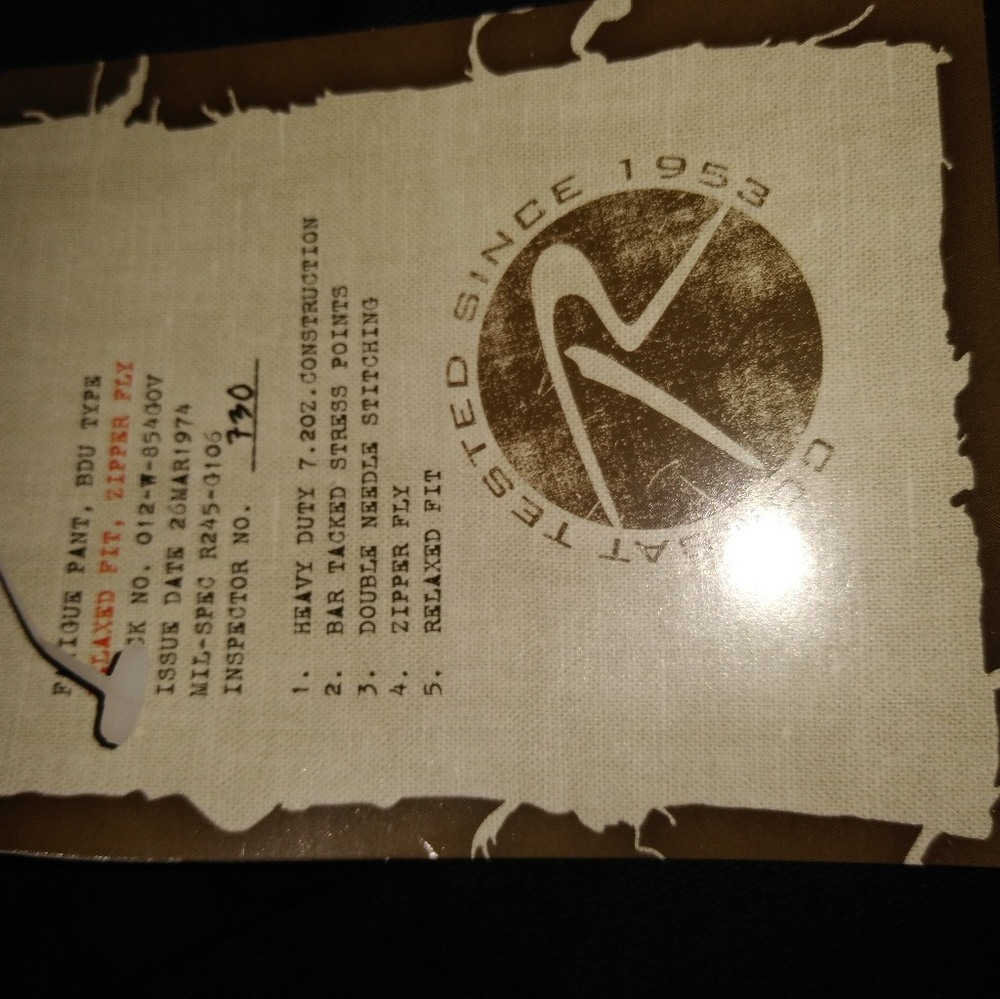 PANT, BDU TYPE
FIT, ZIPPER FLY
NO. 012-W-854GOV
ISSUE DATE 26MAR1974
MIL-SPEC R245-G106
INSPECTOR NO. 730
1. HEAVY DUTY 7.2OZ.CONSTRUCTION
2. BAR TACKED STRESS POINTS
3. DOUBLE NEEDLE STITCHING
4. ZIPPER FLY
5. RELAXED FIT
TESTED SINCE 1953
R